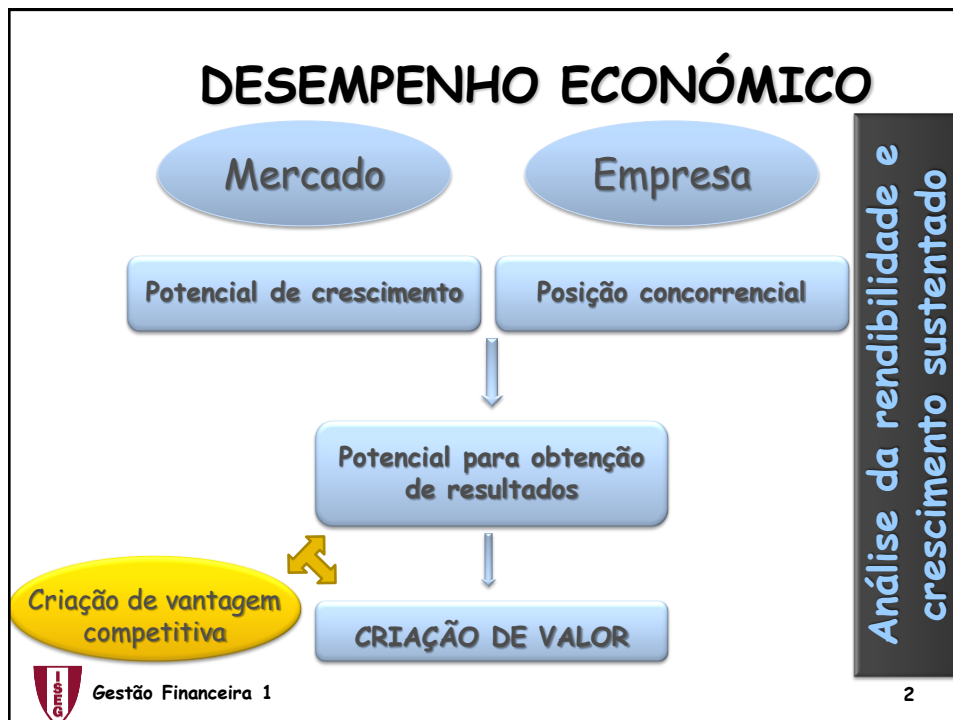 DESEMPENHO ECONÓMICO
Mercado
Empresa
Potencial de crescimento
Posição concorrencial
Potencial para obtenção
de resultados
Criação de vantagem
competitiva
CRIAÇÃO DE VALOR
Análise da rendibilidade e
crescimento sustentado
ISEG
Gestão Financeira 1
2